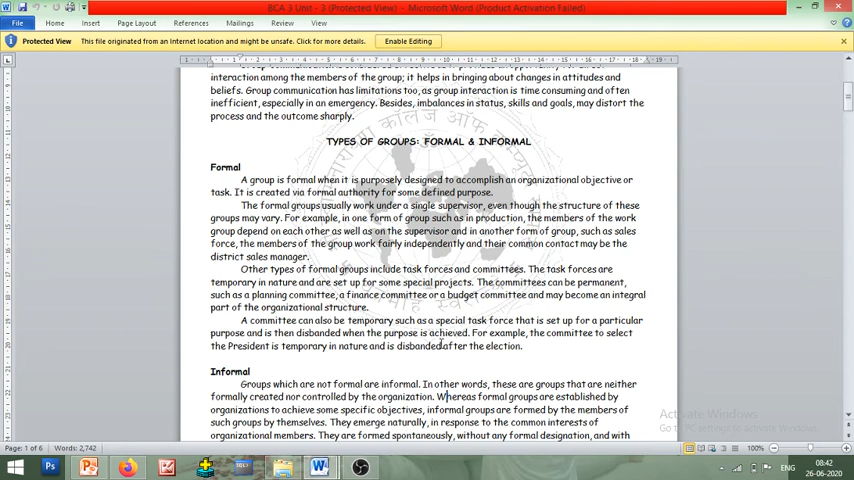 BCA 3 Unit - 3 (Protected View) - Microsoft Word (Product Activation Failed)
File Home Insert Page Layout References Mailings Review View
Protected View This file originated from an Internet location and might be unsafe. Click for more details. Enable Editing
interaction among the members of the group; it helps in bringing about changes in attitudes and
beliefs. Group communication has limitations too, as group interaction is time consuming and often
inefficient, especially in an emergency. Besides, imbalances in status, skills and goals, may distort the
process and the outcome sharply.
TYPES OF GROUPS: FORMAL & INFORMAL
Formal
A group is formal when it is purposely designed to accomplish an organizational objective or
task. It is created via formal authority for some defined purpose.
The formal groups usually work under a single supervisor, even though the structure of these
groups may vary. For example, in one form of group such as in production, the members of the work
group depend on each other as well as on the supervisor and in another form of group, such as sales
force, the members of the group work fairly independently and their common contact may be the
district sales manager.
Other types of formal groups include task forces and committees. The task forces are
temporary in nature and are set up for some special projects. The committees can be permanent,
such as a planning committee, a finance committee or a budget committee and may become an integral
part of the organizational structure.
A committee can also be temporary such as a special task force that is set up for a particular
purpose and is then disbanded when the purpose is achieved. For example, the committee to select
the President is temporary in nature and is disbanded after the election.
Informal
Groups which are not formal are informal. In other words, these are groups that are neither
formally created nor controlled by the organization. Whereas formal groups are established by
organizations to achieve some specific objectives, informal groups are formed by the members of
such groups by themselves. They emerge naturally, in response to the common interests of
organizational members. They are formed spontaneously, without any formal designation, and with
Activate Windows
Go to PC settings to activate Windows.
Page: 1 of 6 Words: 2,742 100%
ENG 08:42
26-06-2020